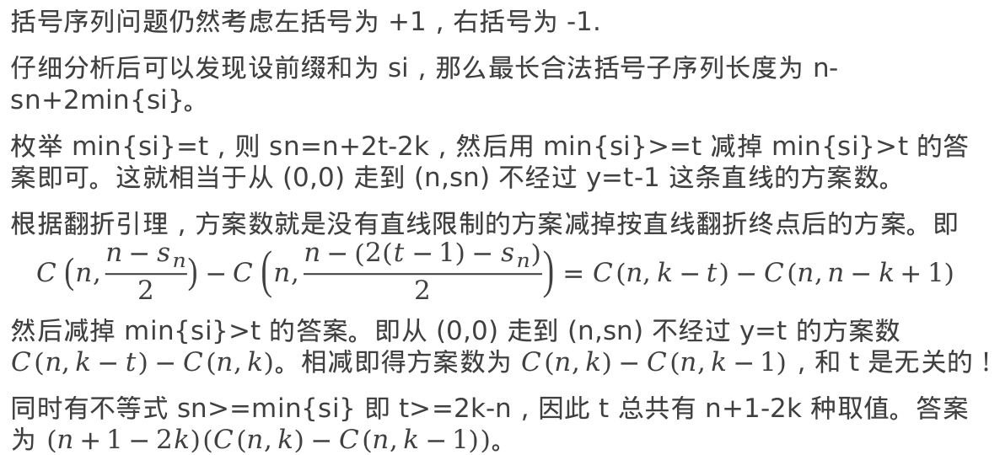 括号序列问题仍然考虑左括号为 +1，右括号为 -1.
仔细分析后可以发现设前缀和为 si，那么最长合法括号子序列长度为 n-
sn+2min{si}。
枚举 min{si}=t，则 sn=n+2t-2k，然后用 min{si}>=t 减掉 min{si}>t 的答
案即可。这就相当于从 (0,0) 走到 (n,sn) 不经过 y=t-1 这条直线的方案数。
根据翻折引理，方案数就是没有直线限制的方案减掉按直线翻折终点后的方案。即
C(n, \frac{n-s_n}{2}) - C(n, \frac{n-(2(t-1)-s_n)}{2}) = C(n, k-t) - C(n, n-k+1)
然后减掉 min{si}>t 的答案。即从 (0,0) 走到 (n,sn) 不经过 y=t 的方案数
C(n, k-t) - C(n, k)。相减即得方案数为 C(n, k) - C(n, k-1)，和 t 是无关的！
同时有不等式 sn>=min{si} 即 t>=2k-n，因此 t 总共有 n+1-2k 种取值。答案
为 (n+1-2k)(C(n, k) - C(n, k-1))。